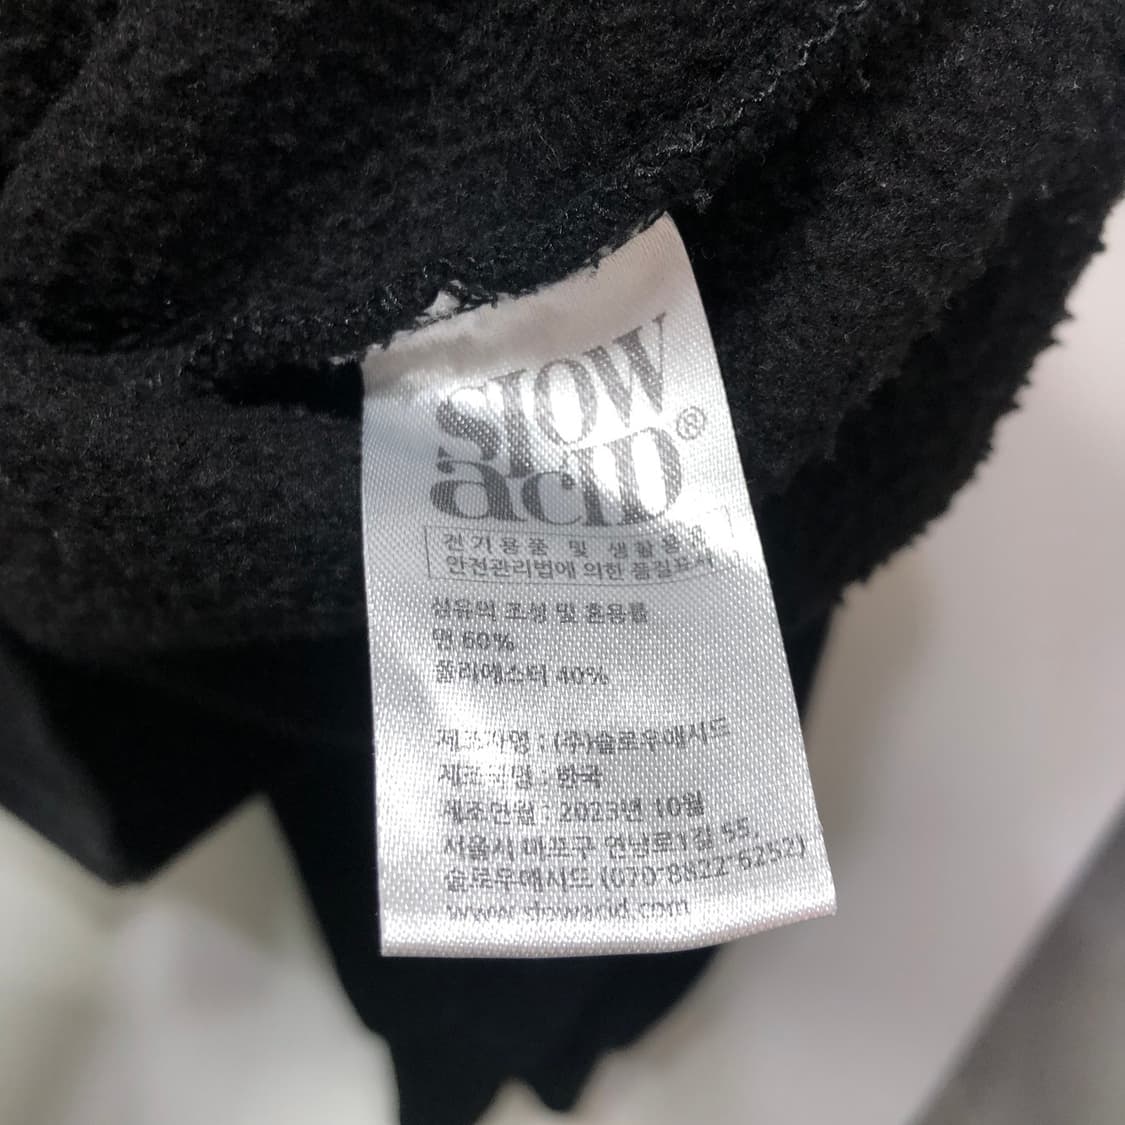 slow
acid®
전기용품 및 생활용품
안전관리법에 의한 품질표시
섬유의 조성 및 혼용률
면 60%
폴리에스터 40%
제조자명 : (주)슬로우애시드
제조국명 : 한국
제조연월 : 2023년 10월
서울시 마포구 연남로1길 55,
슬로우애시드 (070-8822-6252)
www.slowacid.com